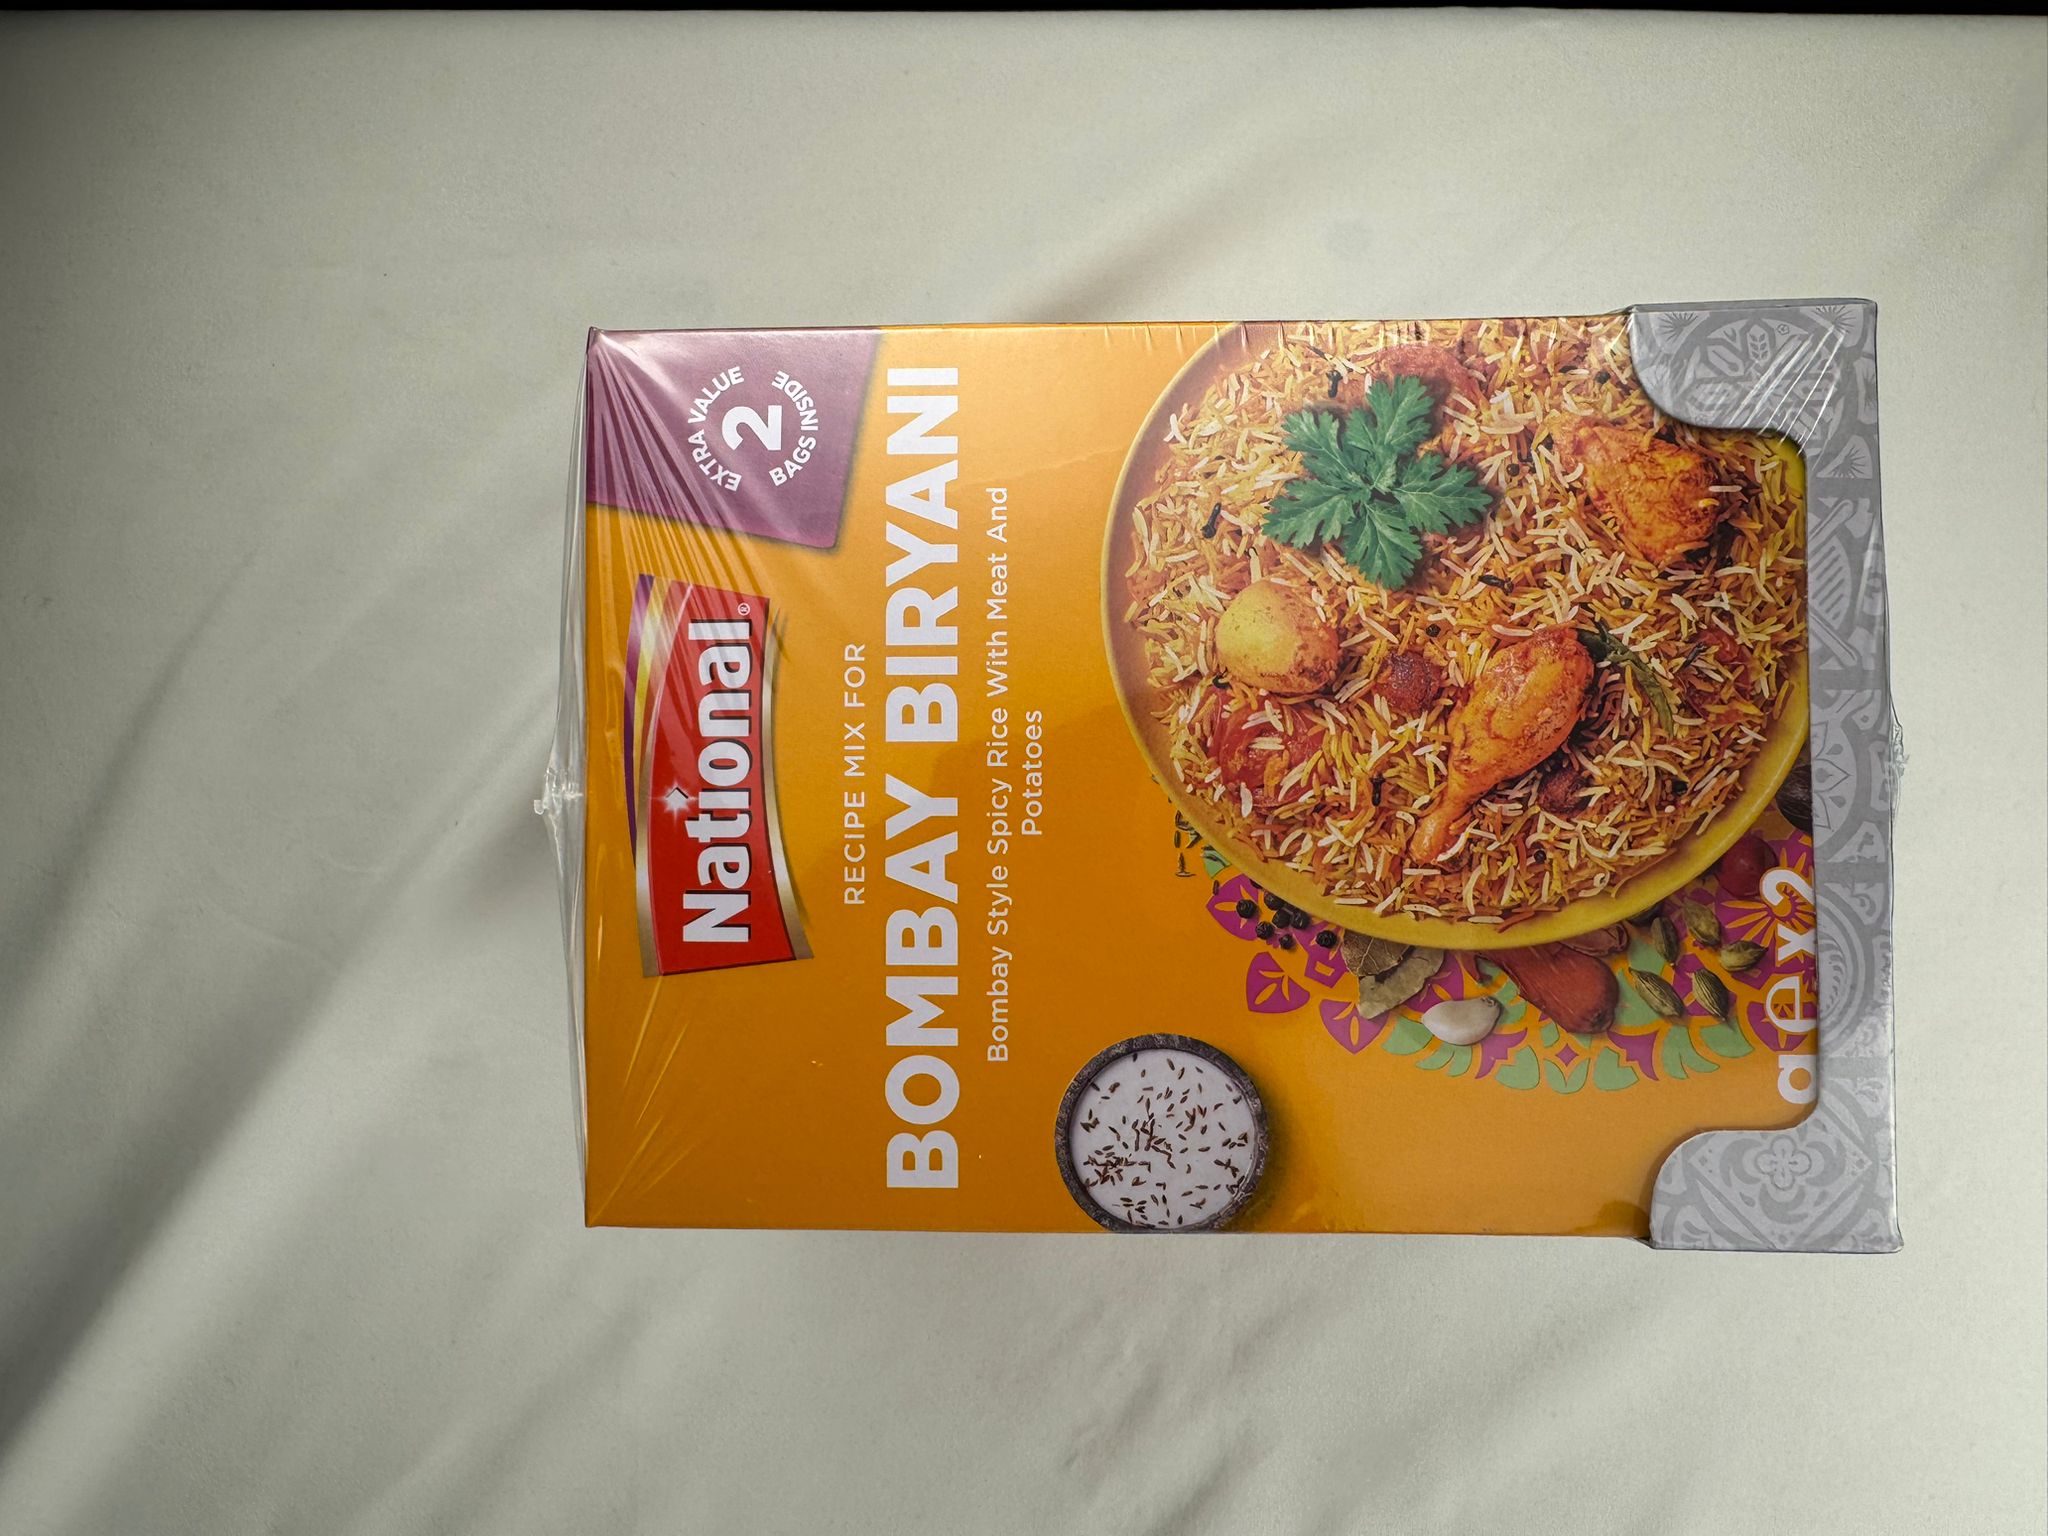 EXTRA VALUE
2
BAGS INSIDE
National®
RECIPE MIX FOR
BOMBAY BIRYANI
Bombay Style Spicy Rice With Meat And
Potatoes